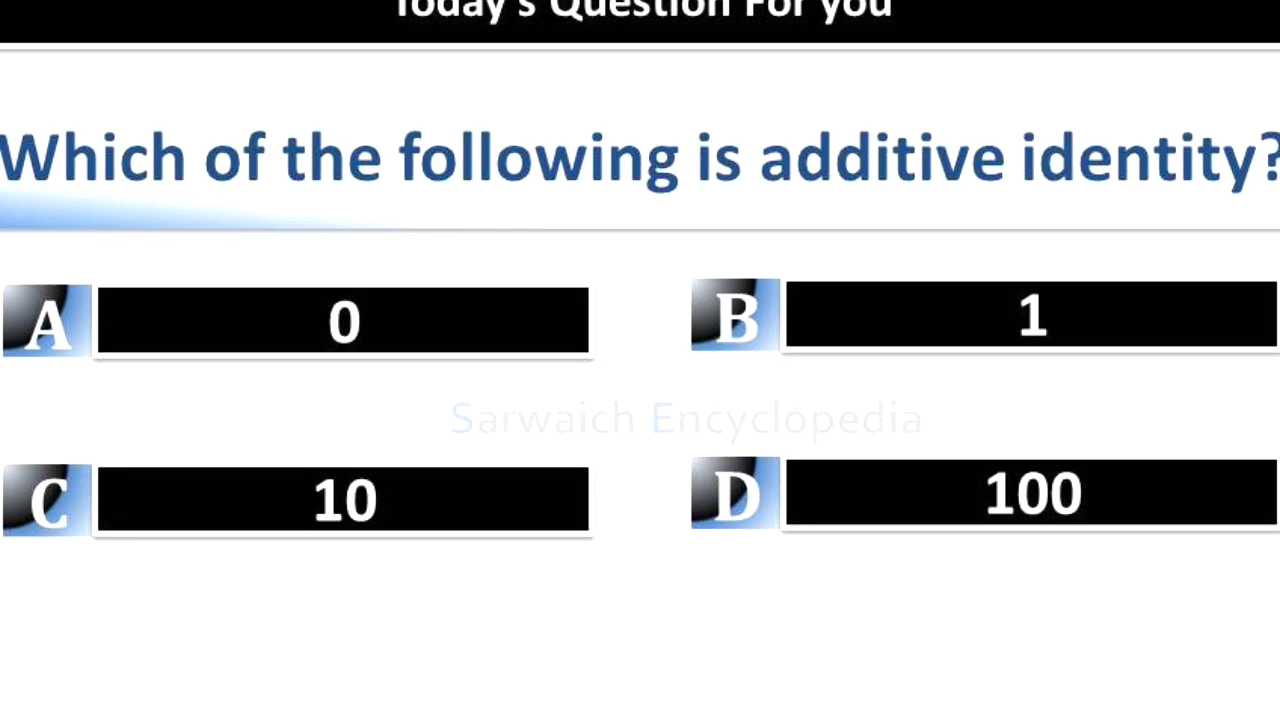 Today's Question For you
Which of the following is additive identity?
A 0
B 1
Sarwaich Encyclopedia
C 10
D 100